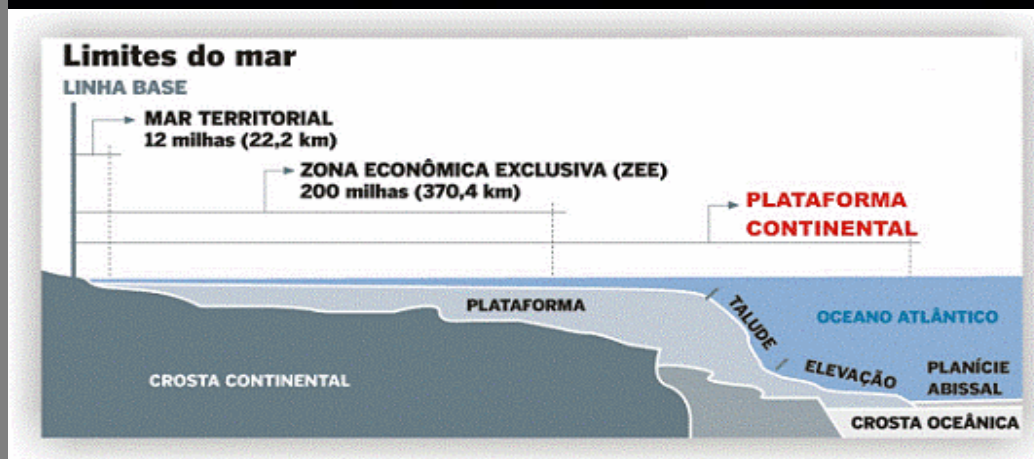 Limites do mar
LINHA BASE
MAR TERRITORIAL
12 milhas (22,2 km)
ZONA ECONÔMICA EXCLUSIVA (ZEE)
200 milhas (370,4 km)
PLATAFORMA
CONTINENTAL
PLATAFORMA
TALUDE
OCEANO ATLÂNTICO
ELEVAÇÃO
PLANÍCIE
ABISSAL
CROSTA CONTINENTAL
CROSTA OCEÂNICA